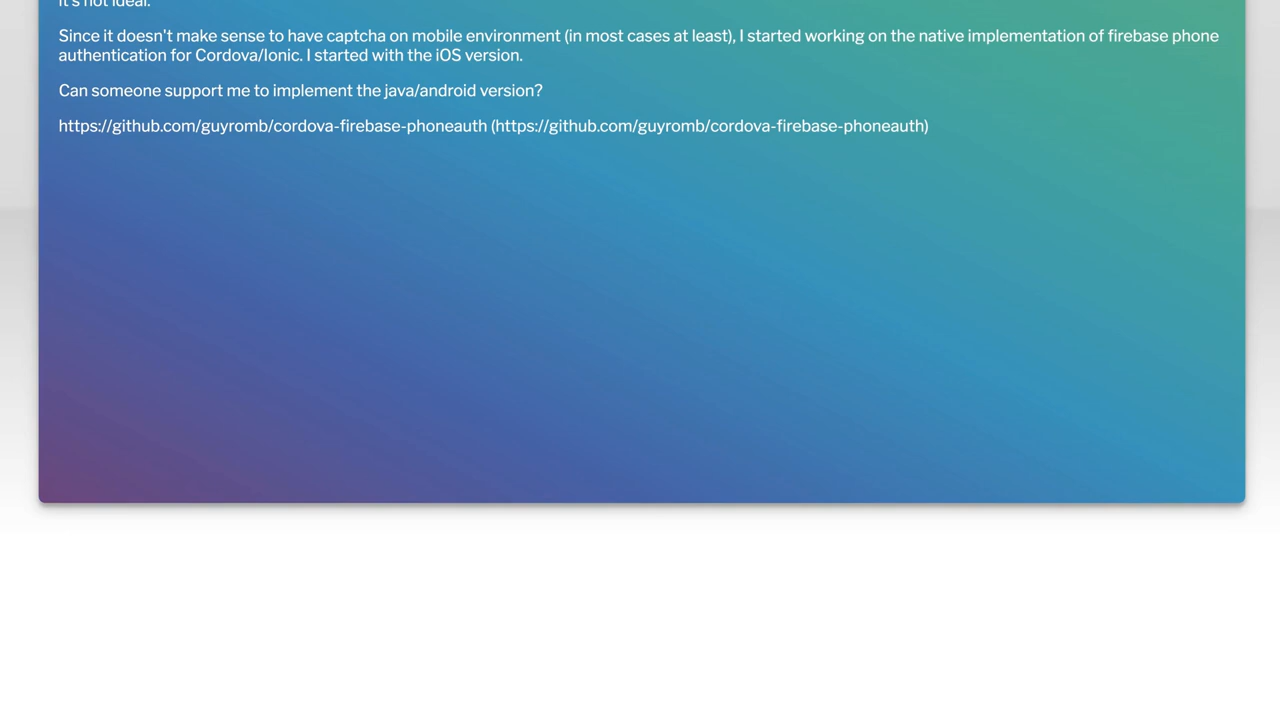 it's not ideal.
Since it doesn't make sense to have captcha on mobile environment (in most cases at least), I started working on the native implementation of firebase phone
authentication for Cordova/Ionic. I started with the iOS version.
Can someone support me to implement the java/android version?
https://github.com/guyromb/cordova-firebase-phoneauth (https://github.com/guyromb/cordova-firebase-phoneauth)